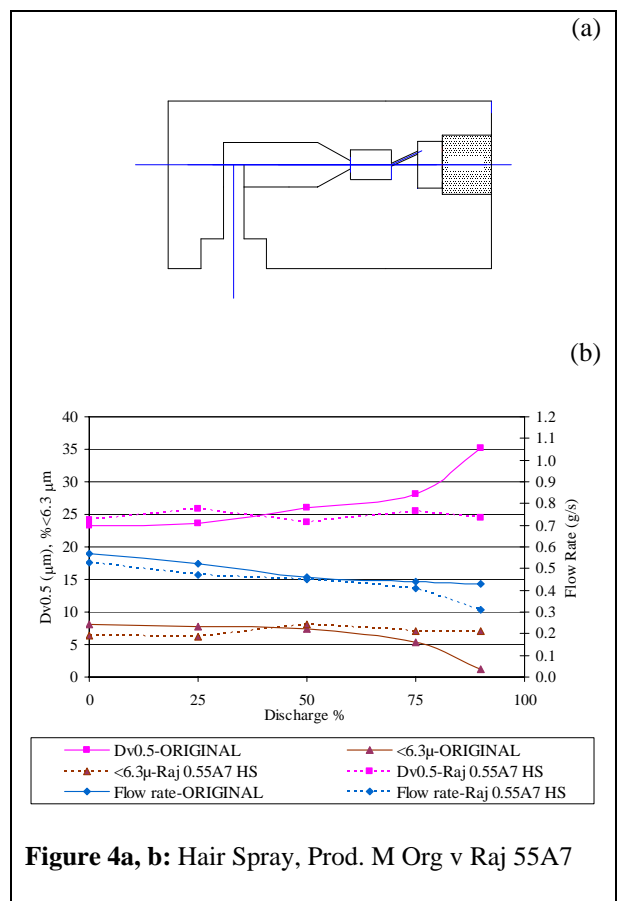 (a)
(b)
40
35
30
25
20
15
10
5
0
Dv0.5 (µm), %<6.3 µm
1.2
1.1
1.0
0.9
0.8
0.7
0.6
0.5
0.4
0.3
0.2
0.1
0.0
Flow Rate (g/s)
0 25 50 75 100
Discharge %
Dv0.5-ORIGINAL <6.3µ-ORIGINAL
<6.3µ-Raj 0.55A7 HS Dv0.5-Raj 0.55A7 HS
Flow rate-ORIGINAL Flow rate-Raj 0.55A7 HS
Figure 4a, b: Hair Spray, Prod. M Org v Raj 55A7